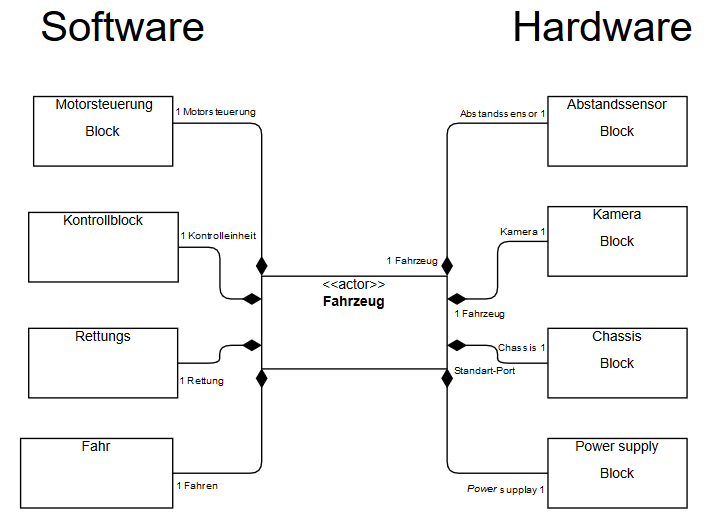 Software
Hardware
Motorsteuerung
Block
1 Motorsteuerung
Abstandssensor 1
Abstandssensor
Block
Kontrollblock
1 Kontrolleinheit
Kamera 1
Kamera
Block
1 Fahrzeug
<<actor>>
Fahrzeug
1 Fahrzeug
Rettungs
1 Rettung
Chassis 1
Standart-Port
Chassis
Block
Fahr
1 Fahren
Power supplay 1
Power supply
Block